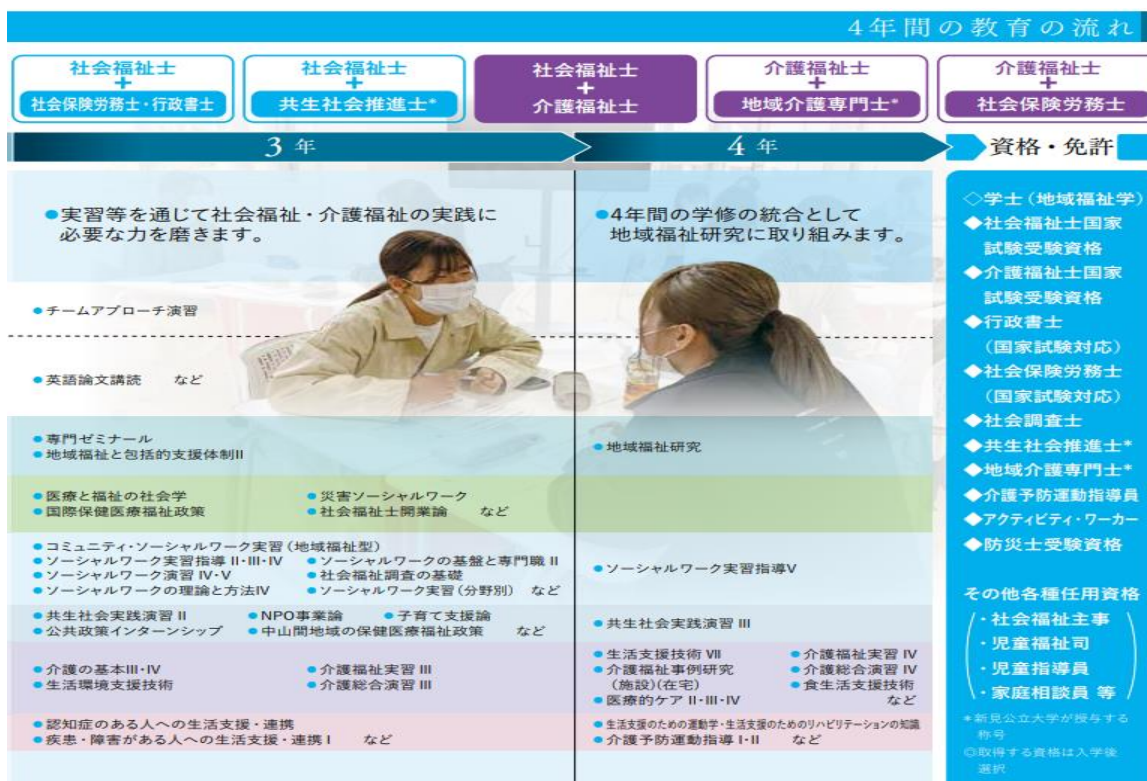 4年間の教育の流れ
社会福祉士
+
社会保険労務士・行政書士
社会福祉士
+
共生社会推進士*
社会福祉士
+
介護福祉士
介護福祉士
+
地域介護専門士*
介護福祉士
+
社会保険労務士
3年
4年
資格・免許
●実習等を通じて社会福祉・介護福祉の実践に
必要な力を磨きます。
●チームアプローチ演習
●英語論文講読 など
●専門ゼミナール
●地域福祉と包括的支援体制II
●医療と福祉の社会学 ●災害ソーシャルワーク
●国際保健医療福祉政策 ●社会福祉士開業論 など
●コミュニティ・ソーシャルワーク実習(地域福祉型)
●ソーシャルワーク実習指導 II・III・IV ●ソーシャルワークの基盤と専門職 II
●ソーシャルワーク演習 IV・V ●社会福祉調査の基礎
●ソーシャルワークの理論と方法IV ●ソーシャルワーク実習(分野別) など
●共生社会実践演習 II ●NPO事業論 ●子育て支援論
●公共政策インターンシップ ●中山間地域の保健医療福祉政策 など
●介護の基本III・IV ●介護福祉実習 III
●生活環境支援技術 ●介護総合演習 III
●認知症のある人への生活支援・連携
●疾患・障害がある人への生活支援・連携 I など
●4年間の学修の統合として
地域福祉研究に取り組みます。
●地域福祉研究
●ソーシャルワーク実習指導V
●共生社会実践演習 III
●生活支援技術 VII ●介護福祉実習 IV
●介護福祉事例研究 ●介護総合演習 IV
(施設)(在宅) ●食生活支援技術
●医療的ケア II・III・IV など
●生活支援のための運動学・生活支援のためのリハビリテーションの知識
●介護予防運動指導 I・II など
◇学士(地域福祉学)
◆社会福祉士国家
試験受験資格
◆介護福祉士国家
試験受験資格
◆行政書士
(国家試験対応)
◆社会保険労務士
(国家試験対応)
◆社会調査士
◆共生社会推進士*
◆地域介護専門士*
◆介護予防運動指導員
◆アクティビティ・ワーカー
◆防災士受験資格
その他各種任用資格
・社会福祉主事
・児童福祉司
・児童指導員
・家庭相談員 等
*新見公立大学が授与する
称号
◎取得する資格は入学後
選択